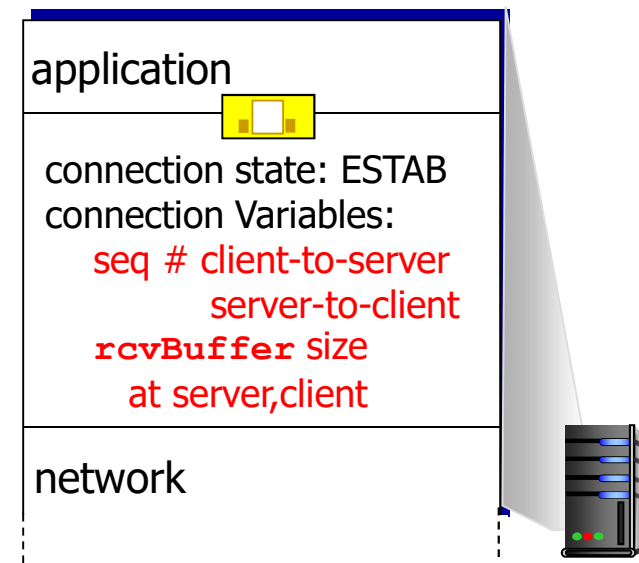 application
connection state: ESTAB
connection Variables:
seq # client-to-server
server-to-client
rcvBuffer size
at server,client
network